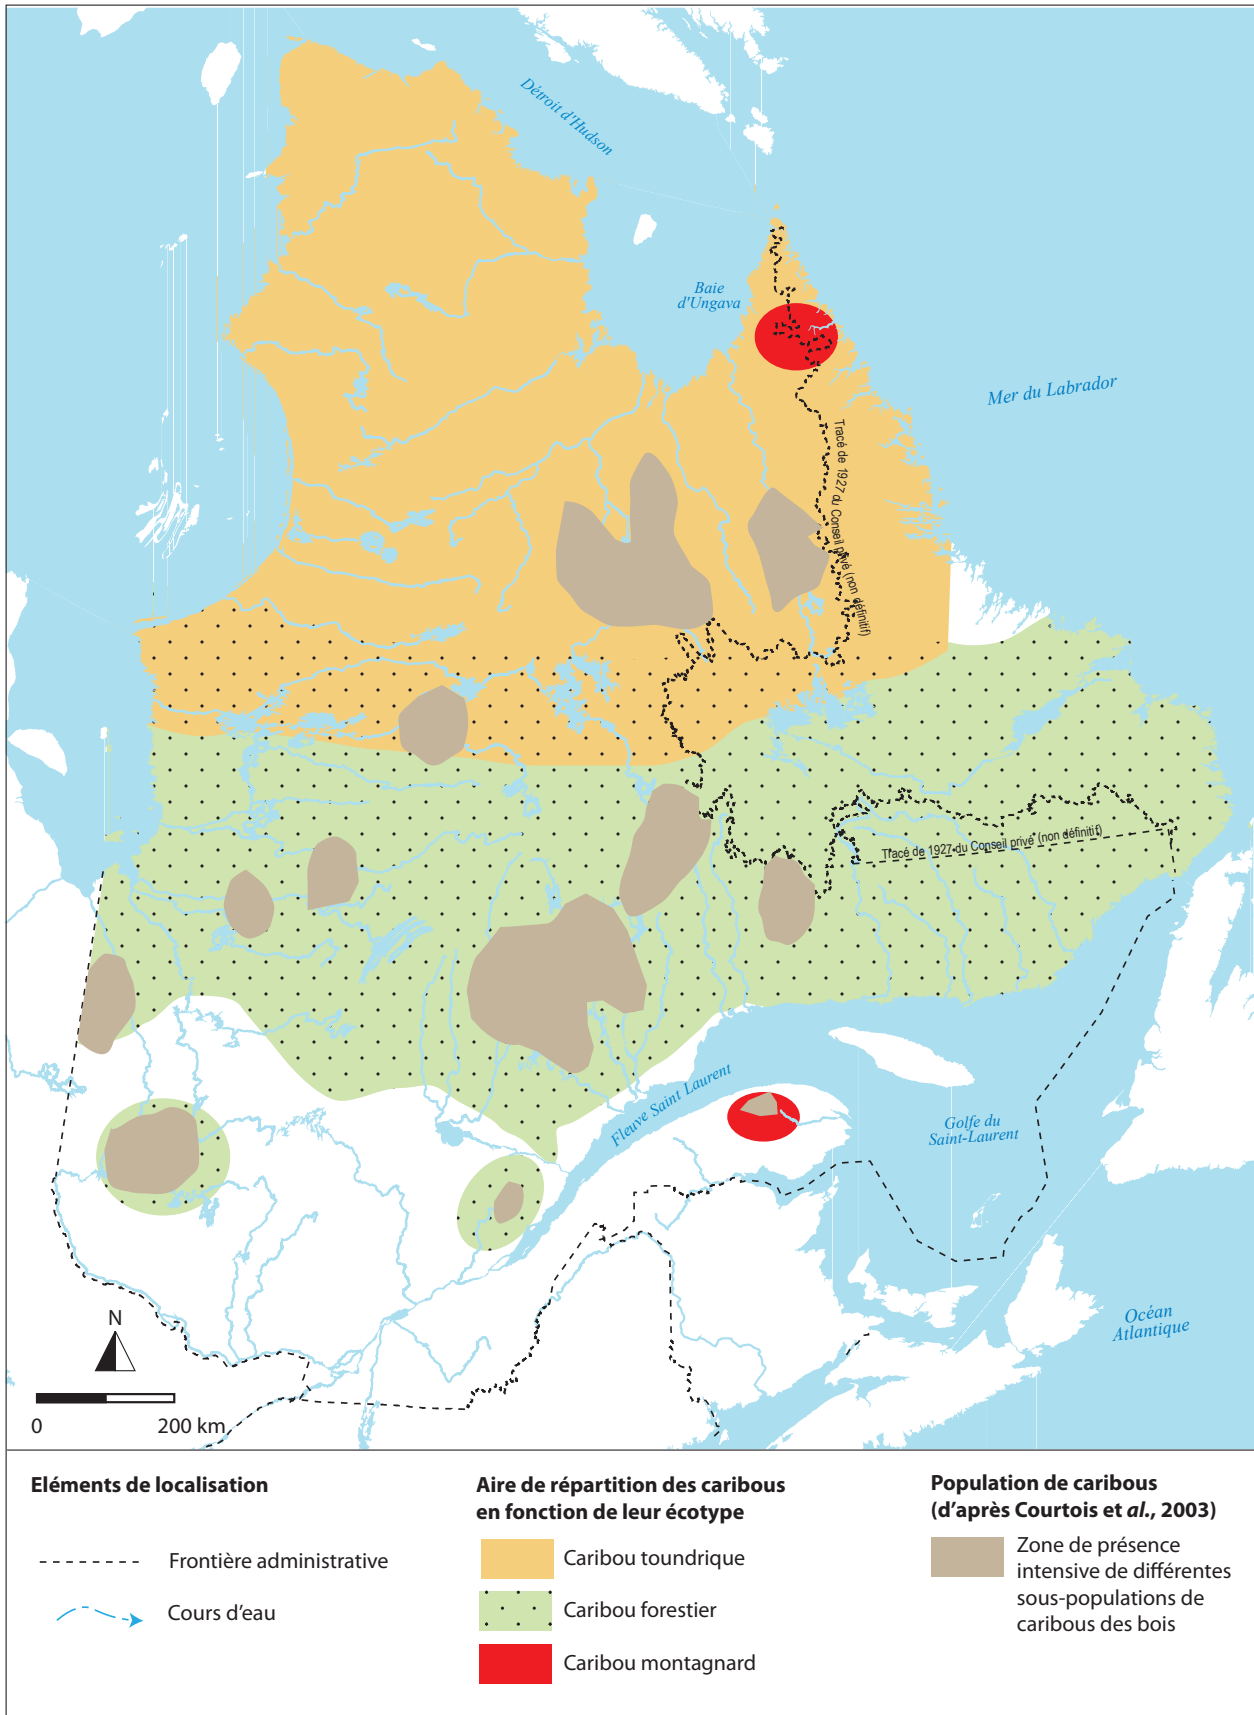 Détroit d'Hudson
Baie
d'Ungava
Mer du Labrador
Tracé de 1927 du Conseil privé (non définitif)
Tracé de 1927 du Conseil privé (non définitif)
Fleuve Saint Laurent
Golfe du
Saint-Laurent
Océan
Atlantique
N
0 200 km
Eléments de localisation
Frontière administrative
Cours d'eau
Aire de répartition des caribous
en fonction de leur écotype
Caribou toundrique
Caribou forestier
Caribou montagnard
Population de caribous
(d'après Courtois et al., 2003)
Zone de présence
intensive de différentes
sous-populations de
caribous des bois